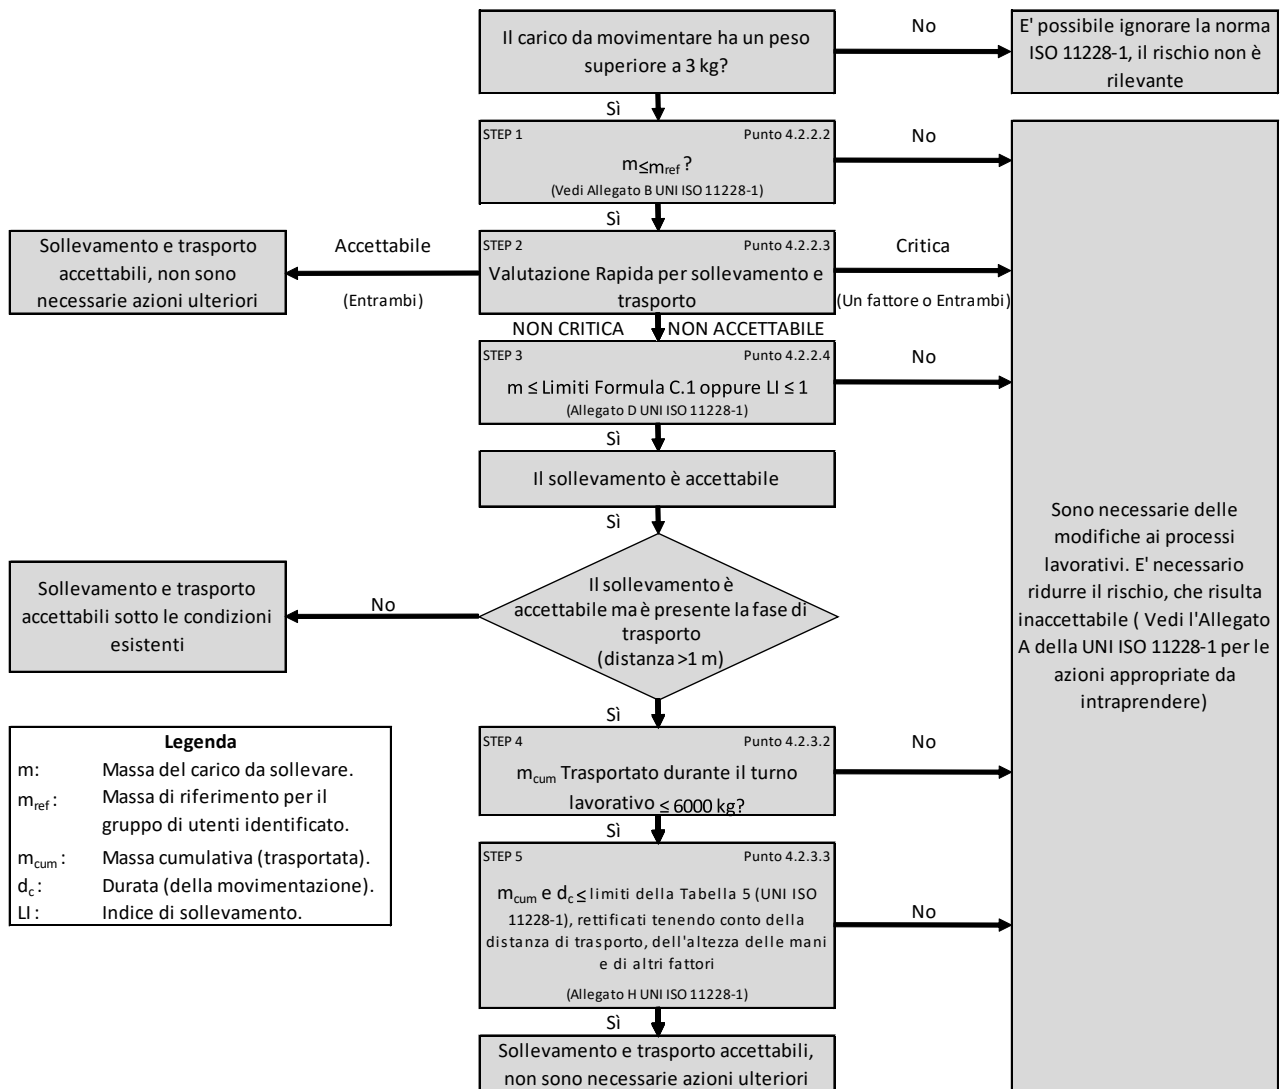 Il carico da movimentare ha un peso
superiore a 3 kg?
No
E' possibile ignorare la norma
ISO 11228-1, il rischio non è
rilevante
Sì
STEP 1
Punto 4.2.2.2
m≤mref ?
(Vedi Allegato B UNI ISO 11228-1)
No
Sì
Sollevamento e trasporto
accettabili, non sono
necessarie azioni ulteriori
Accettabile
(Entrambi)
STEP 2
Punto 4.2.2.3
Valutazione Rapida per sollevamento e
trasporto
Critica
(Un fattore o Entrambi)
NON CRITICA
NON ACCETTABILE
STEP 3
Punto 4.2.2.4
m ≤ Limiti Formula C.1 oppure LI ≤ 1
(Allegato D UNI ISO 11228-1)
No
Sì
Il sollevamento è accettabile
Sì
Sono necessarie delle
modifiche ai processi
lavorativi. E' necessario
ridurre il rischio, che risulta
inaccettabile ( Vedi l'Allegato
A della UNI ISO 11228-1 per le
azioni appropriate da
intraprendere)
Sollevamento e trasporto
accettabili sotto le condizioni
esistenti
No
Il sollevamento è
accettabile ma è presente la fase di
trasporto
(distanza >1 m)
Sì
Legenda
m: Massa del carico da sollevare.
mref : Massa di riferimento per il
gruppo di utenti identificato.
mcum : Massa cumulativa (trasportata).
dc : Durata (della movimentazione).
LI : Indice di sollevamento.
STEP 4
Punto 4.2.3.2
mcum Trasportato durante il turno
lavorativo ≤ 6000 kg?
No
Sì
STEP 5
Punto 4.2.3.3
mcum e dc ≤ limiti della Tabella 5 (UNI ISO
11228-1), rettificati tenendo conto della
distanza di trasporto, dell'altezza delle mani
e di altri fattori
(Allegato H UNI ISO 11228-1)
No
Sì
Sollevamento e trasporto accettabili,
non sono necessarie azioni ulteriori